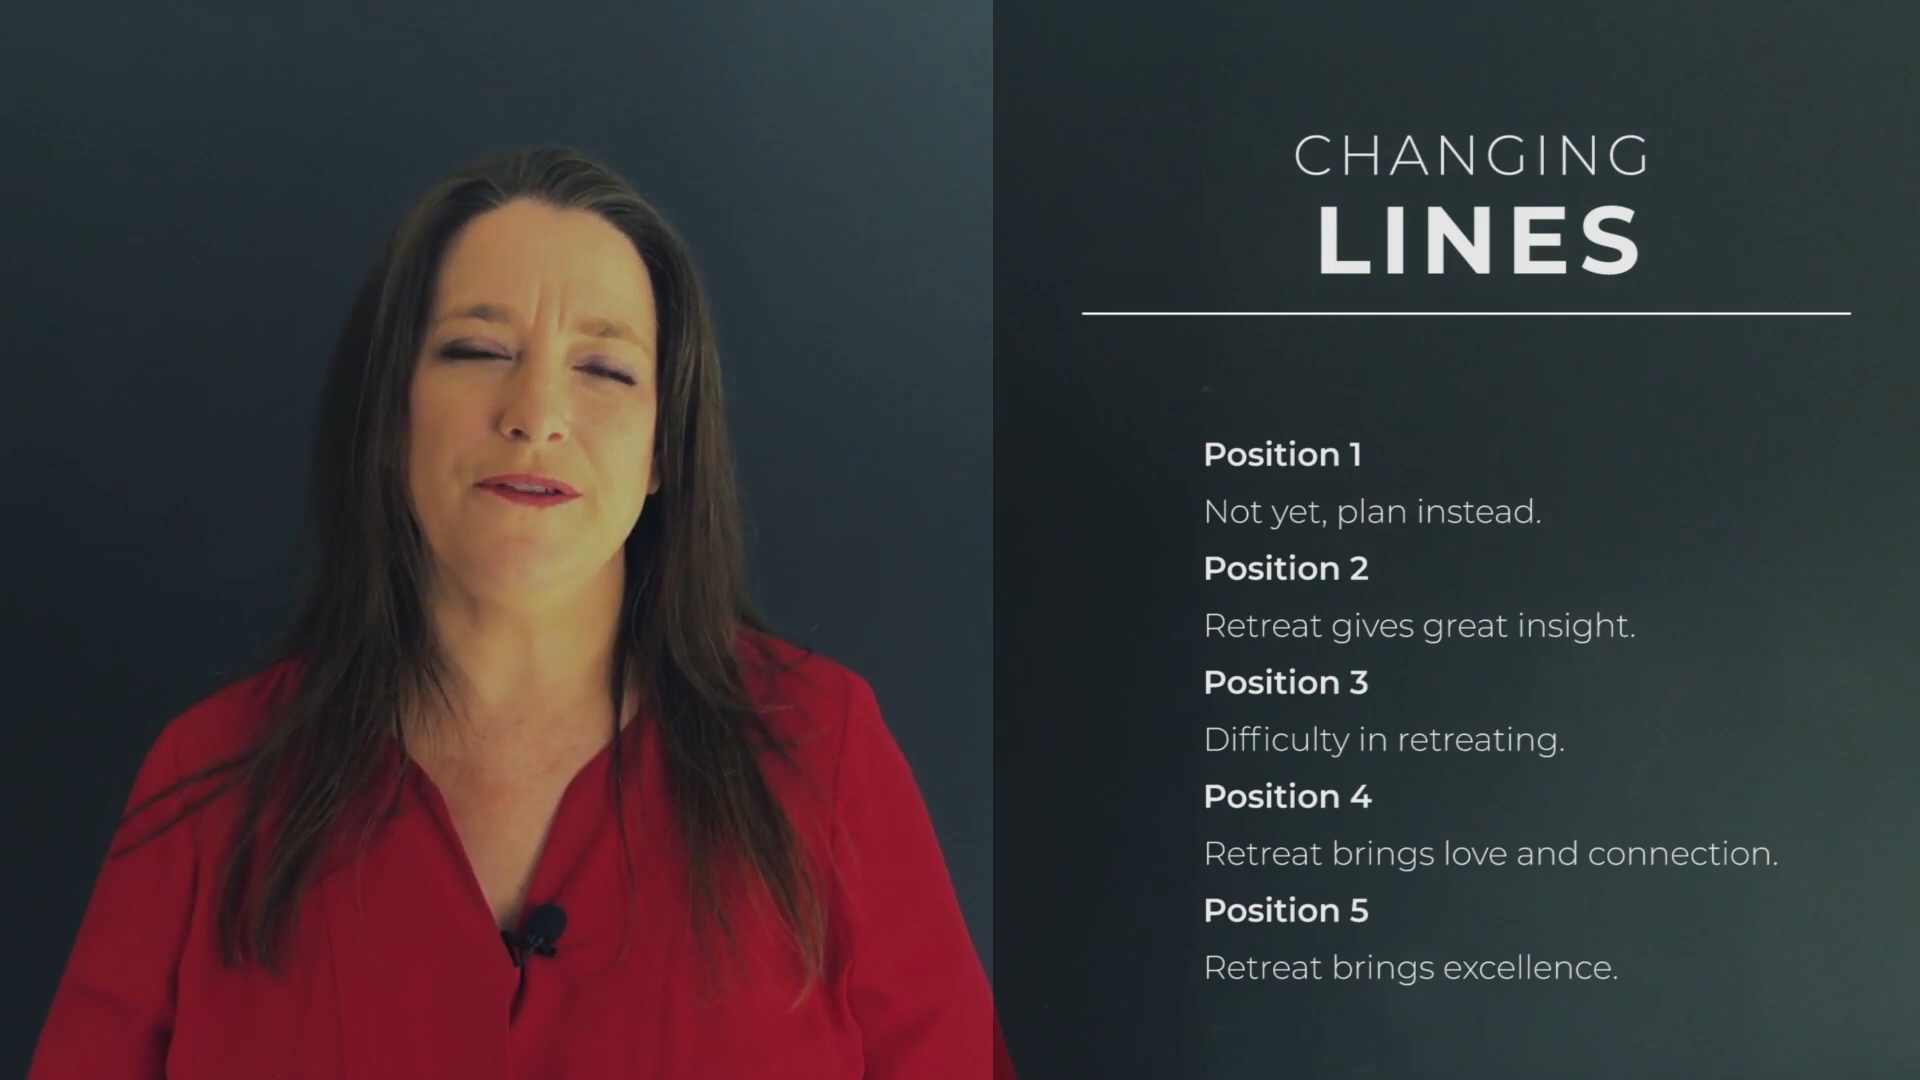 CHANGING
LINES
Position 1
Not yet, plan instead.
Position 2
Retreat gives great insight.
Position 3
Difficulty in retreating.
Position 4
Retreat brings love and connection.
Position 5
Retreat brings excellence.